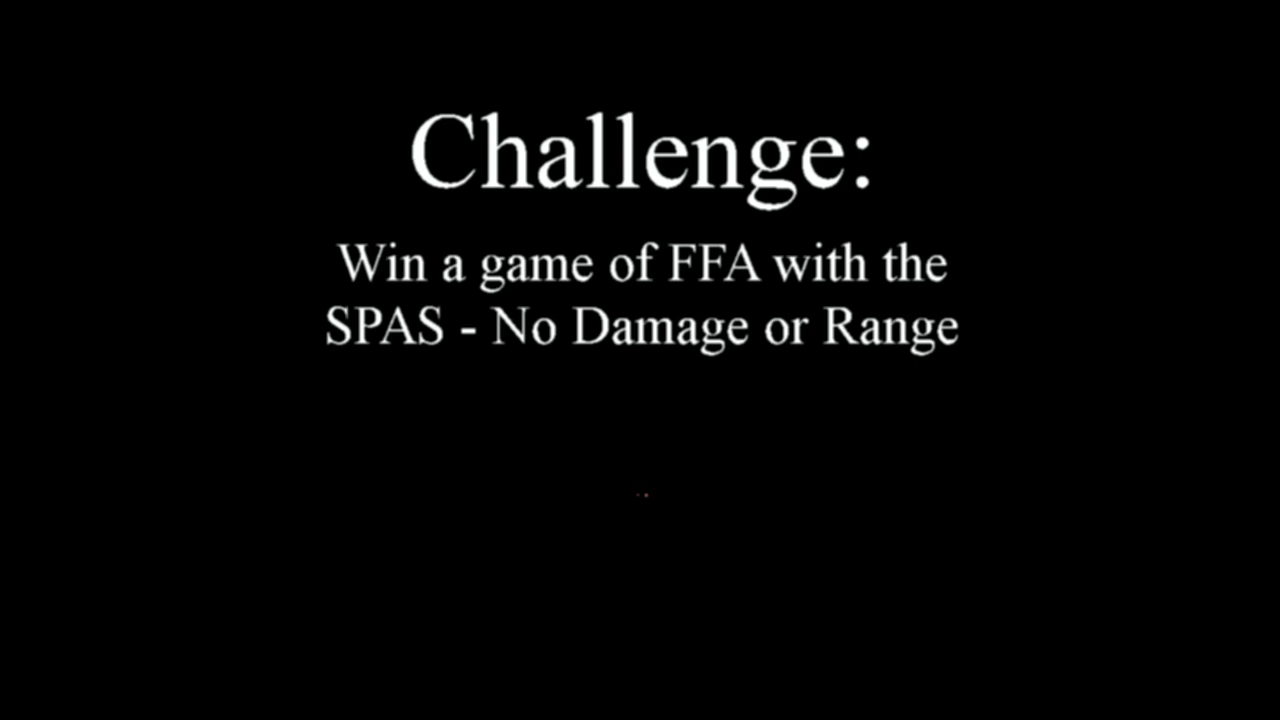 Challenge:
Win a game of FFA with the
SPAS - No Damage or Range